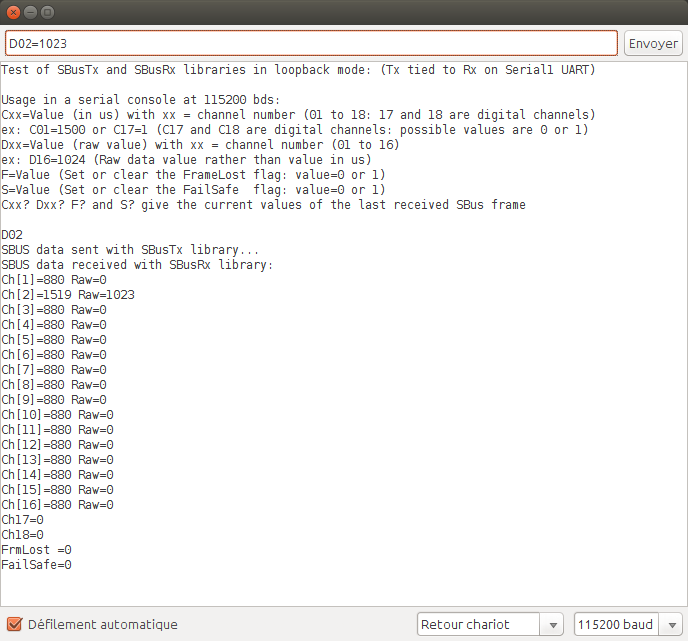 D02=1023
Envoyer
Test of SBusTx and SBusRx libraries in loopback mode: (Tx tied to Rx on Serial1 UART)
Usage in a serial console at 115200 bds:
Cxx=Value (in us) with xx = channel number (01 to 18: 17 and 18 are digital channels)
ex: C01=1500 or C17=1 (C17 and C18 are digital channels: possible values are 0 or 1)
Dxx=Value (raw value) with xx = channel number (01 to 16)
ex: D16=1024 (Raw data value rather than value in us)
F=Value (Set or clear the FrameLost flag: value=0 or 1)
S=Value (Set or clear the FailSafe  flag: value=0 or 1)
Cxx? Dxx? F? and S? give the current values of the last received SBus frame
D02
SBUS data sent with SBusTx library...
SBUS data received with SBusRx library:
Ch[1]=880 Raw=0
Ch[2]=1519 Raw=1023
Ch[3]=880 Raw=0
Ch[4]=880 Raw=0
Ch[5]=880 Raw=0
Ch[6]=880 Raw=0
Ch[7]=880 Raw=0
Ch[8]=880 Raw=0
Ch[9]=880 Raw=0
Ch[10]=880 Raw=0
Ch[11]=880 Raw=0
Ch[12]=880 Raw=0
Ch[13]=880 Raw=0
Ch[14]=880 Raw=0
Ch[15]=880 Raw=0
Ch[16]=880 Raw=0
Ch17=0
Ch18=0
FrmLost =0
FailSafe=0
Défilement automatique
Retour chariot
115200 baud